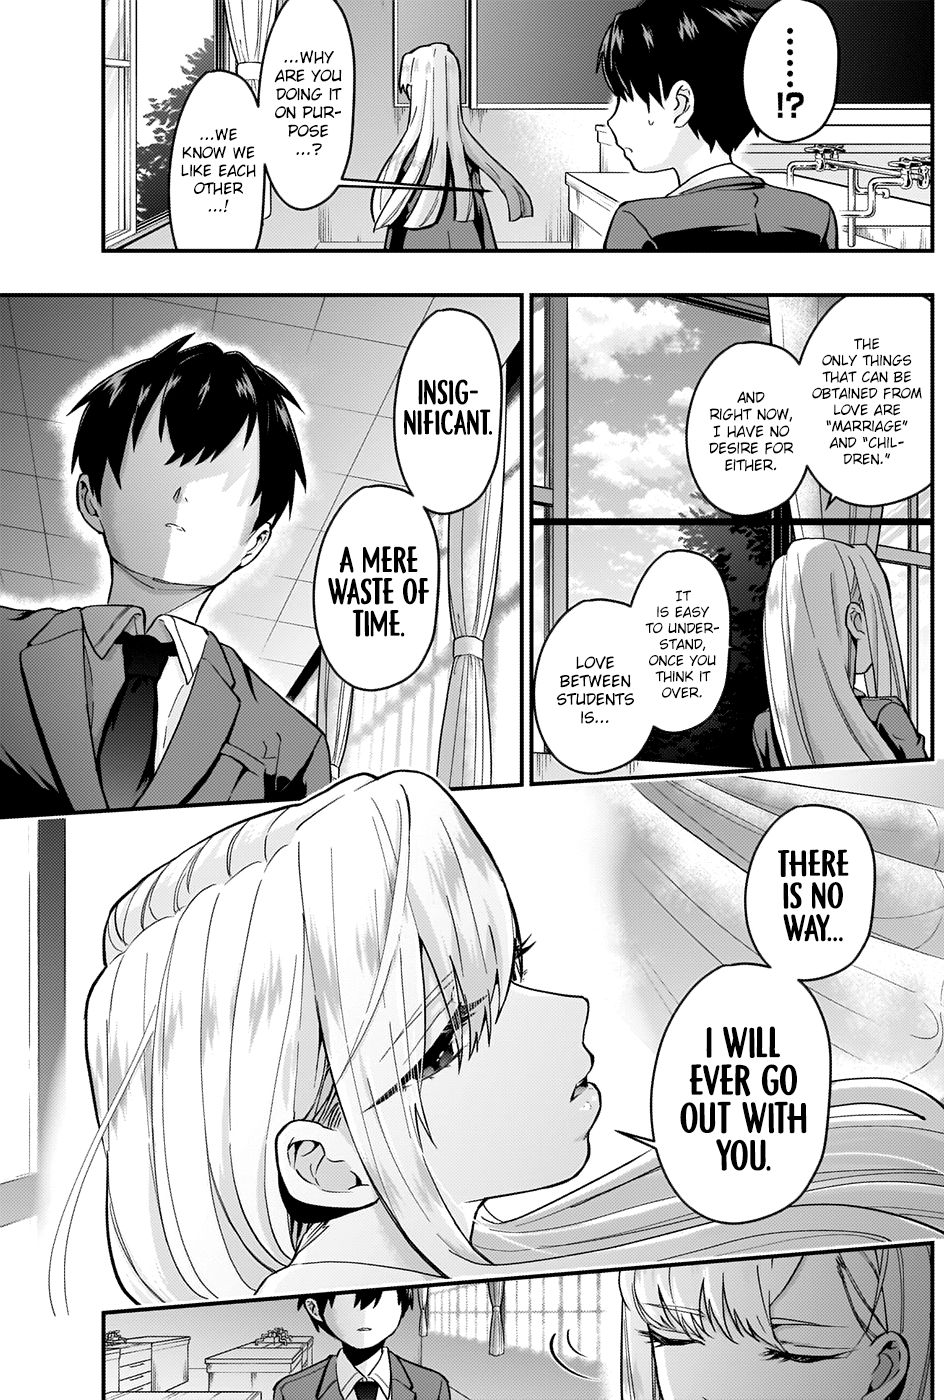 ........
!?
...WHY
ARE YOU
DOING IT
ON PUR-
POSE
...?
...WE
KNOW WE
LIKE EACH
OTHER
...!
THE
ONLY THINGS
THAT CAN BE
OBTAINED FROM
LOVE ARE
"MARRIAGE"
AND "CHIL-
DREN."
AND
RIGHT NOW,
I HAVE NO
DESIRE FOR
EITHER.
IT
IS EASY
TO UNDER-
STAND,
ONCE YOU
THINK IT
OVER.
LOVE
BETWEEN
STUDENTS
IS...
INSIG-
NIFICANT.
A MERE
WASTE OF
TIME.
THERE
IS NO
WAY...
I WILL
EVER GO
OUT WITH
YOU.